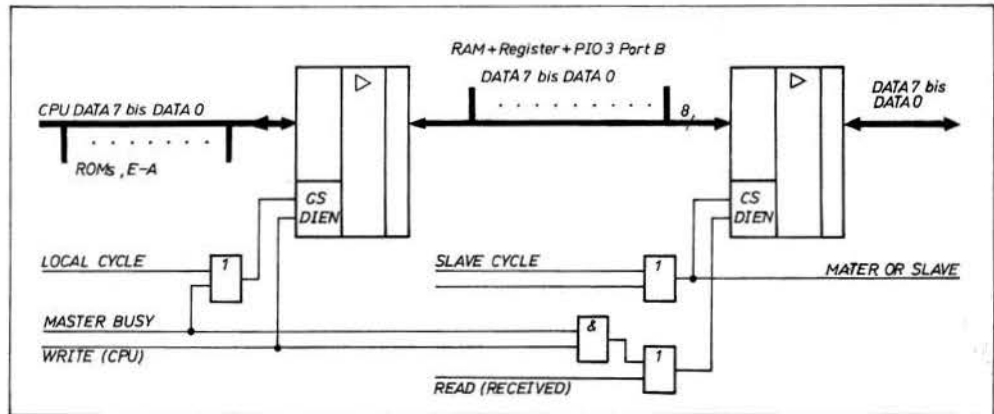 RAM+Register+PIO 3 Port B
DATA 7 bis DATA 0
DATA 7 bis
DATA 0
CPU DATA 7 bis DATA 0
8
ROMs, E-A
GS
DIEN
CS
DIEN
LOCAL CYCLE
1
SLAVE CYCLE
1
MATER OR SLAVE
MASTER BUSY
&
WRITE (CPU)
1
READ (RECEIVED)